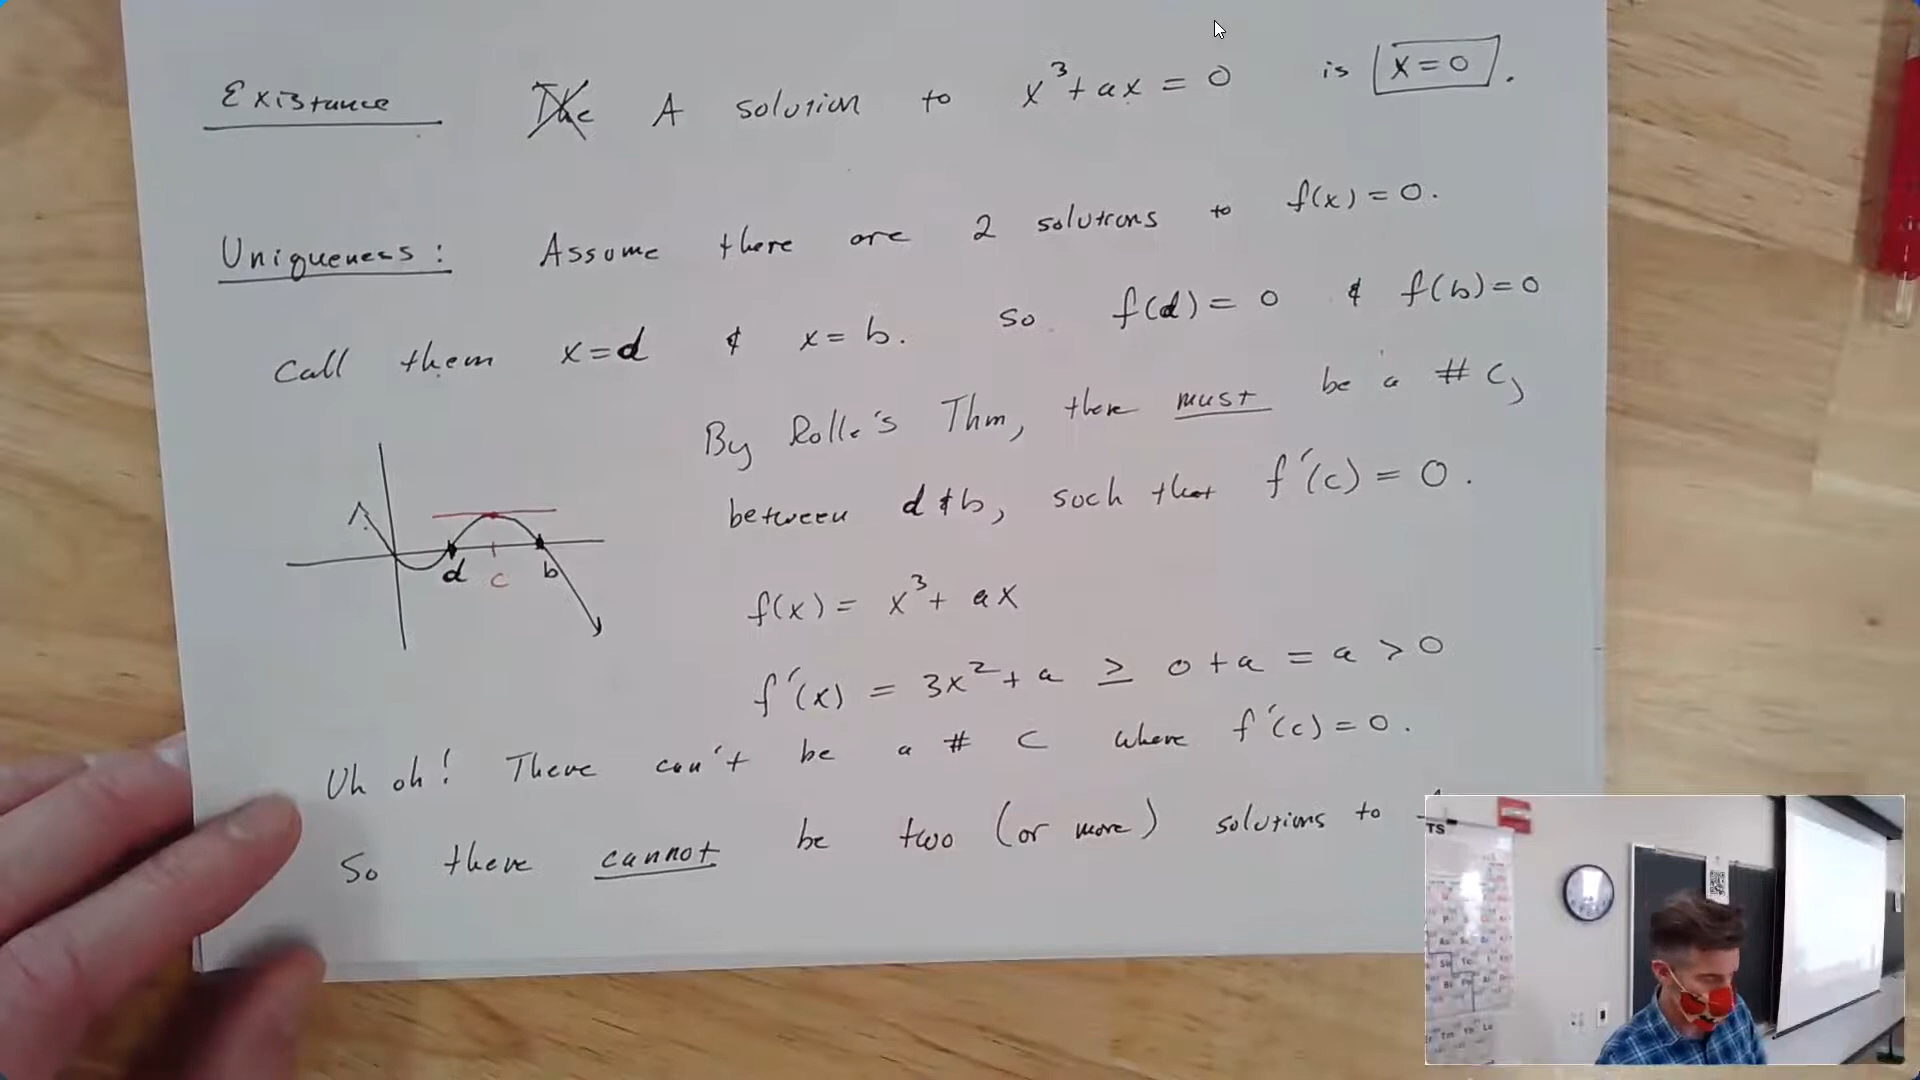 Existance The A solution to x³+ax = 0 is x=0.
Uniqueness: Assume there are 2 solutions to f(x)=0.
Call them x=d & x=b. So f(d)=0 & f(b)=0
By Rolle's Thm, there must be a # c,
between d & b, such that f'(c) = 0.
d c b
f(x) = x³+ ax
f'(x) = 3x²+a ≥ 0+a = a > 0
Uh oh! There can't be a # c where f'(c)=0.
So there cannot be two (or more) solutions to
TS